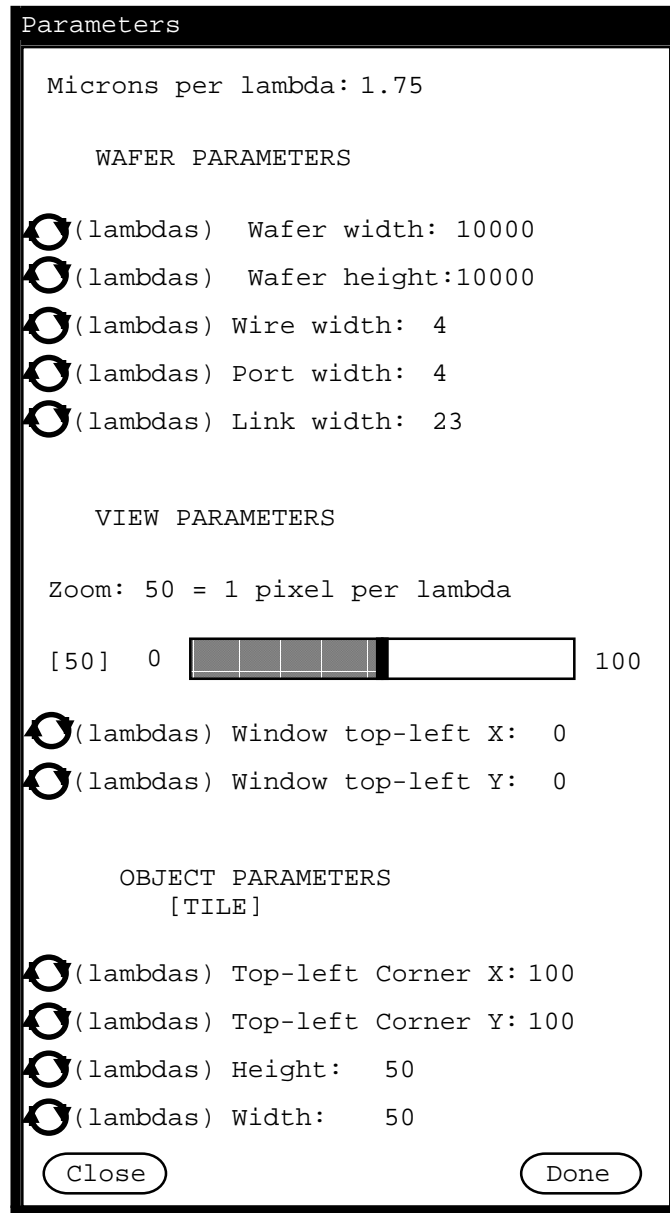 Parameters
Microns per lambda: 1.75
WAFER PARAMETERS
(lambdas) Wafer width: 10000
(lambdas) Wafer height:10000
(lambdas) Wire width: 4
(lambdas) Port width: 4
(lambdas) Link width: 23
VIEW PARAMETERS
Zoom: 50 = 1 pixel per lambda
[50] 0 100
(lambdas) Window top-left X: 0
(lambdas) Window top-left Y: 0
OBJECT PARAMETERS
[TILE]
(lambdas) Top-left Corner X: 100
(lambdas) Top-left Corner Y: 100
(lambdas) Height: 50
(lambdas) Width: 50
Close Done